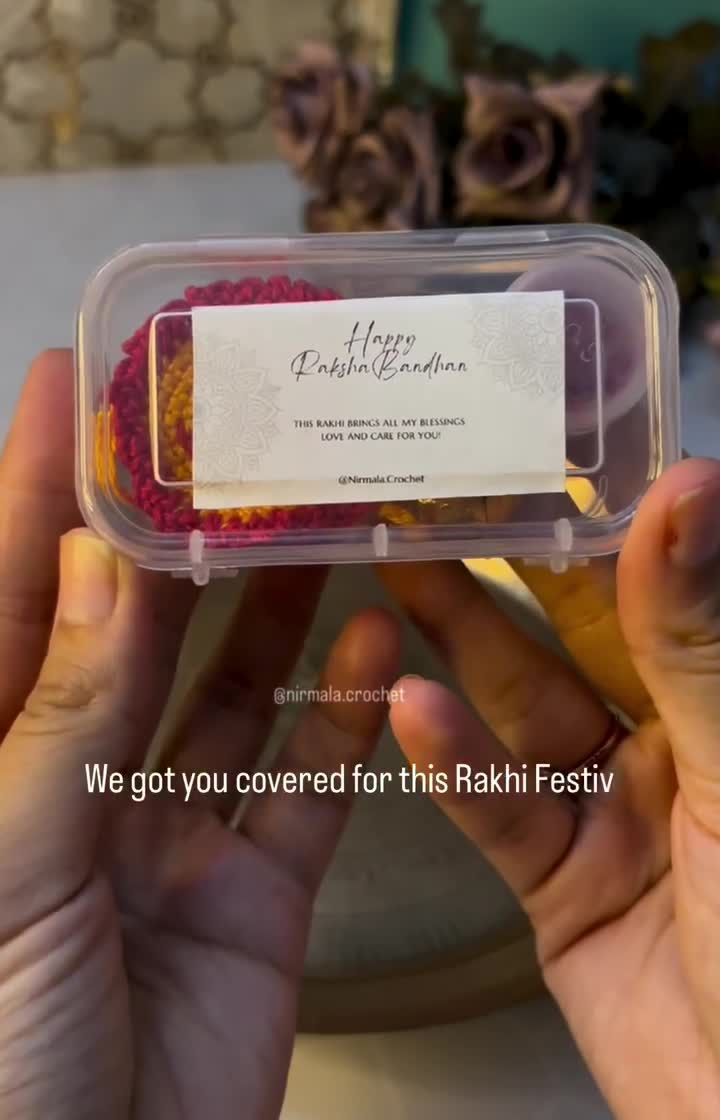 Happy
Raksha Bandhan
THIS RAKHI BRINGS ALL MY BLESSINGS
LOVE AND CARE FOR YOU!
@Nirmala.Crochet
@nirmala.crochet
We got you covered for this Rakhi Festiv